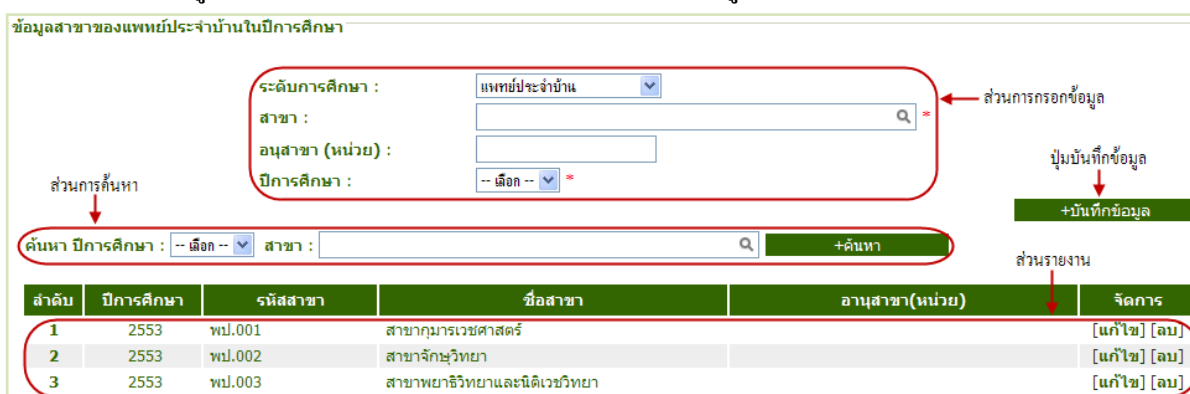 ข้อมูลสาขาของแพทย์ประจำบ้านในปีการศึกษา
ระดับการศึกษา : แพทย์ประจำบ้าน
ส่วนการกรอกข้อมูล
สาขา : *
อนุสาขา (หน่วย) :
ปุ่มบันทึกข้อมูล
ส่วนการค้นหา
ปีการศึกษา : -- เลือก -- *
+บันทึกข้อมูล
ค้นหา ปีการศึกษา : -- เลือก -- สาขา : +ค้นหา
ส่วนรายงาน
ลำดับ ปีการศึกษา รหัสสาขา ชื่อสาขา อานุสาขา(หน่วย) จัดการ
1 2553 พป.001 สาขากุมารเวชศาสตร์ [แก้ไข] [ลบ]
2 2553 พป.002 สาขาจักษุวิทยา [แก้ไข] [ลบ]
3 2553 พป.003 สาขาพยาธิวิทยาและนิติเวชวิทยา [แก้ไข] [ลบ]